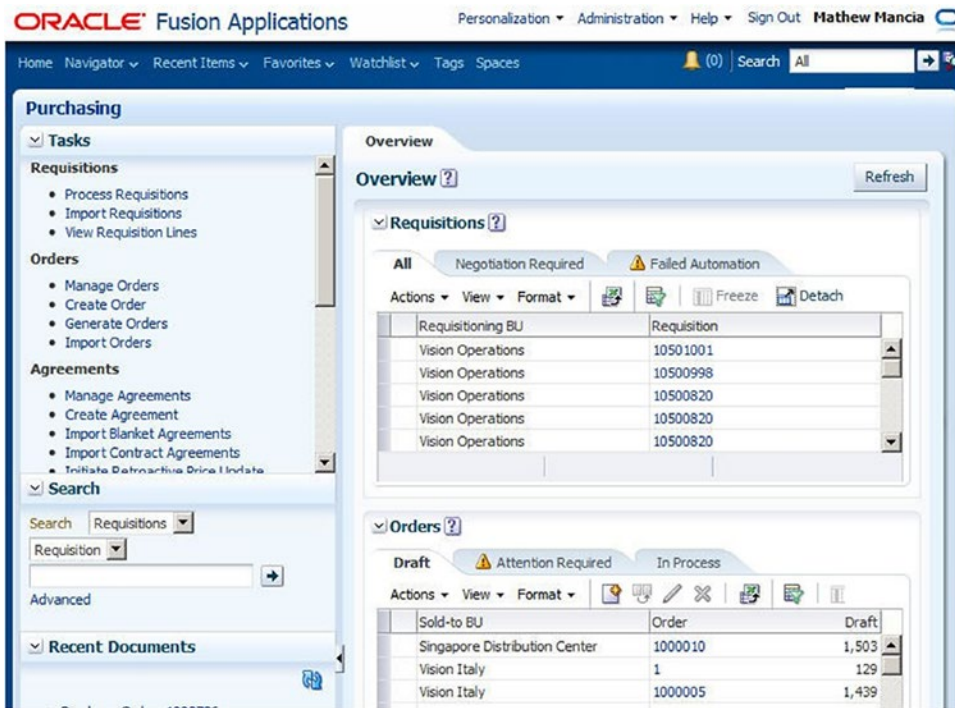 ORACLE Fusion Applications
Personalization Administration Help Sign Out Mathew Mancia
Home Navigator Recent Items Favorites Watchlist Tags Spaces (0) Search All
Purchasing
Tasks
Requisitions
• Process Requisitions
• Import Requisitions
• View Requisition Lines
Orders
• Manage Orders
• Create Order
• Generate Orders
• Import Orders
Agreements
• Manage Agreements
• Create Agreement
• Import Blanket Agreements
• Import Contract Agreements
• Initiate Retroactive Price Update
Search
Search Requisitions
Requisition
Advanced
Recent Documents
Overview
Overview ? Refresh
Requisitions ?
All Negotiation Required Failed Automation
Actions View Format Freeze Detach
Requisitioning BU Requisition
Vision Operations 10501001
Vision Operations 10500998
Vision Operations 10500820
Vision Operations 10500820
Vision Operations 10500820
Orders ?
Draft Attention Required In Process
Actions View Format
Sold-to BU Order Draft
Singapore Distribution Center 1000010 1,503
Vision Italy 1 129
Vision Italy 1000005 1,439